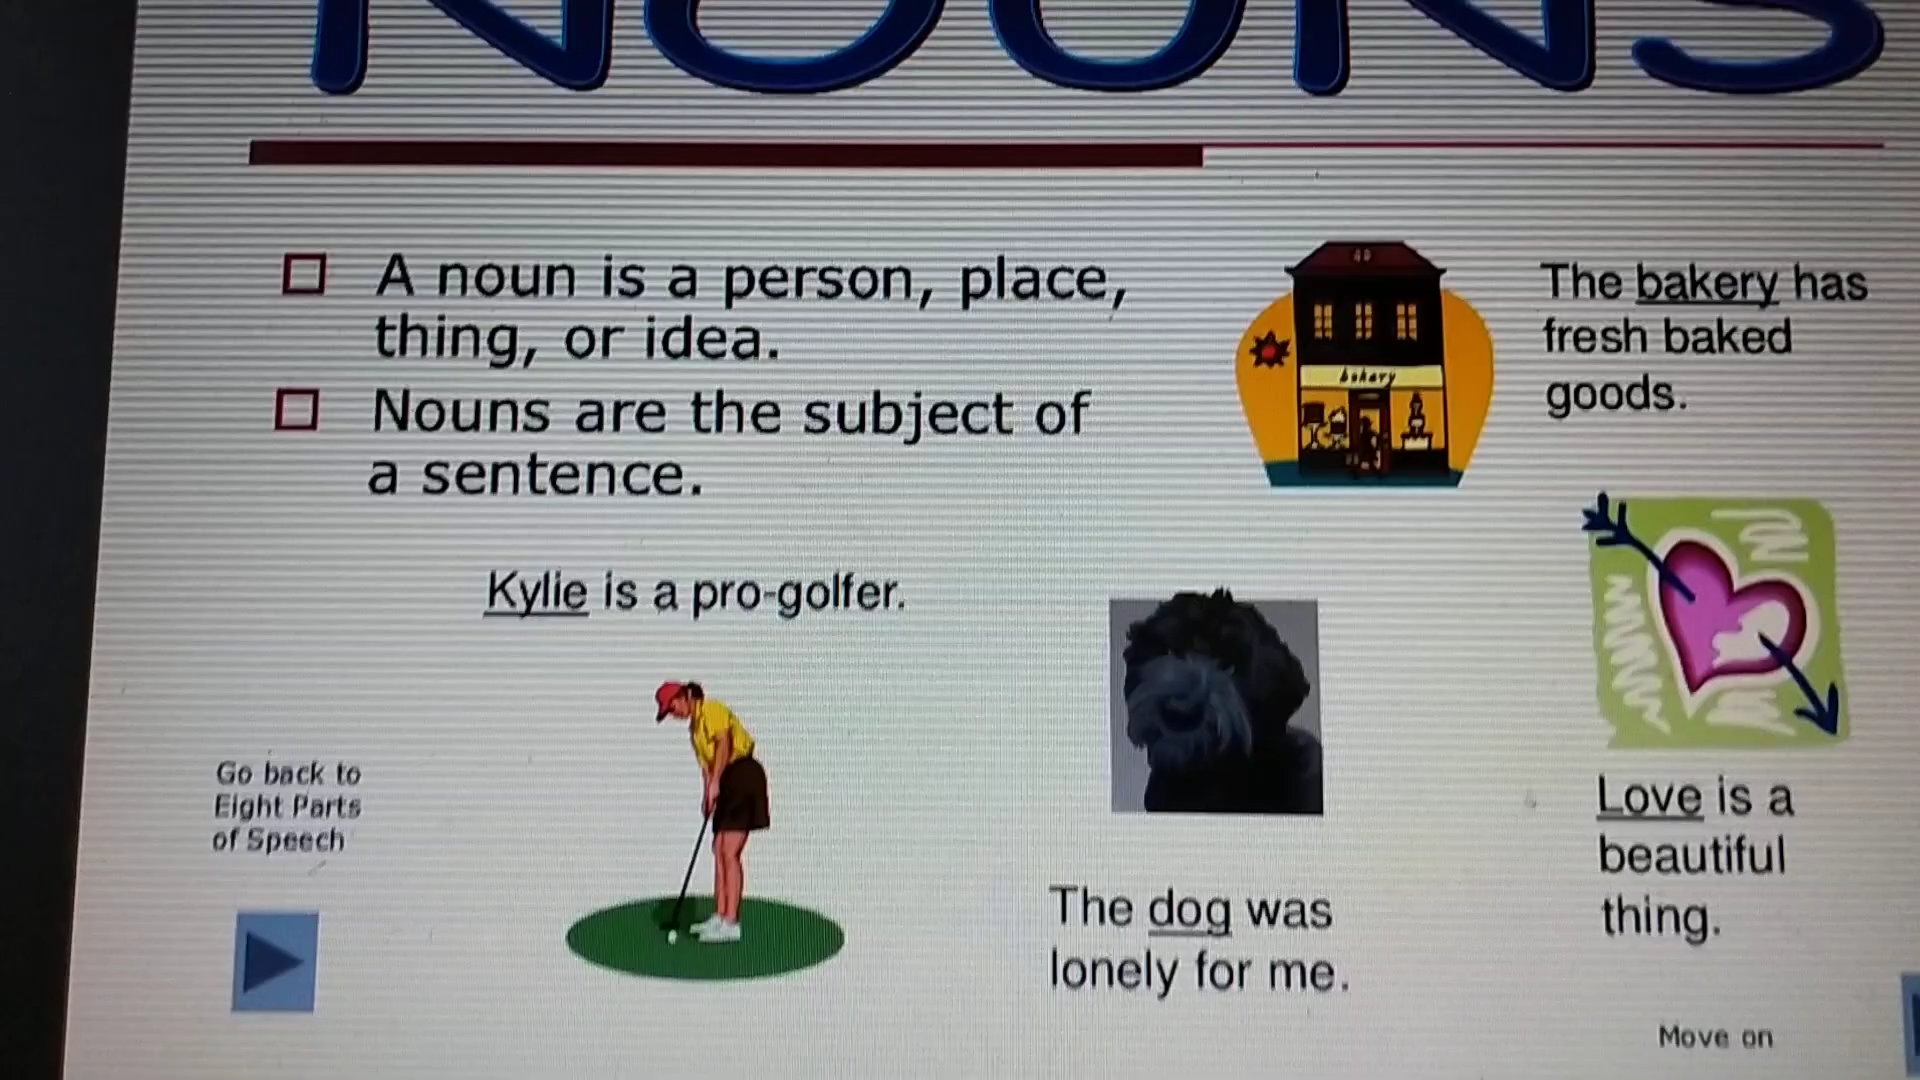 NOUNS
A noun is a person, place,
thing, or idea.
Nouns are the subject of
a sentence.
bakery
The bakery has
fresh baked
goods.
Kylie is a pro-golfer.
Love is a
beautiful
thing.
The dog was
lonely for me.
Go back to
Eight Parts
of Speech
Move on